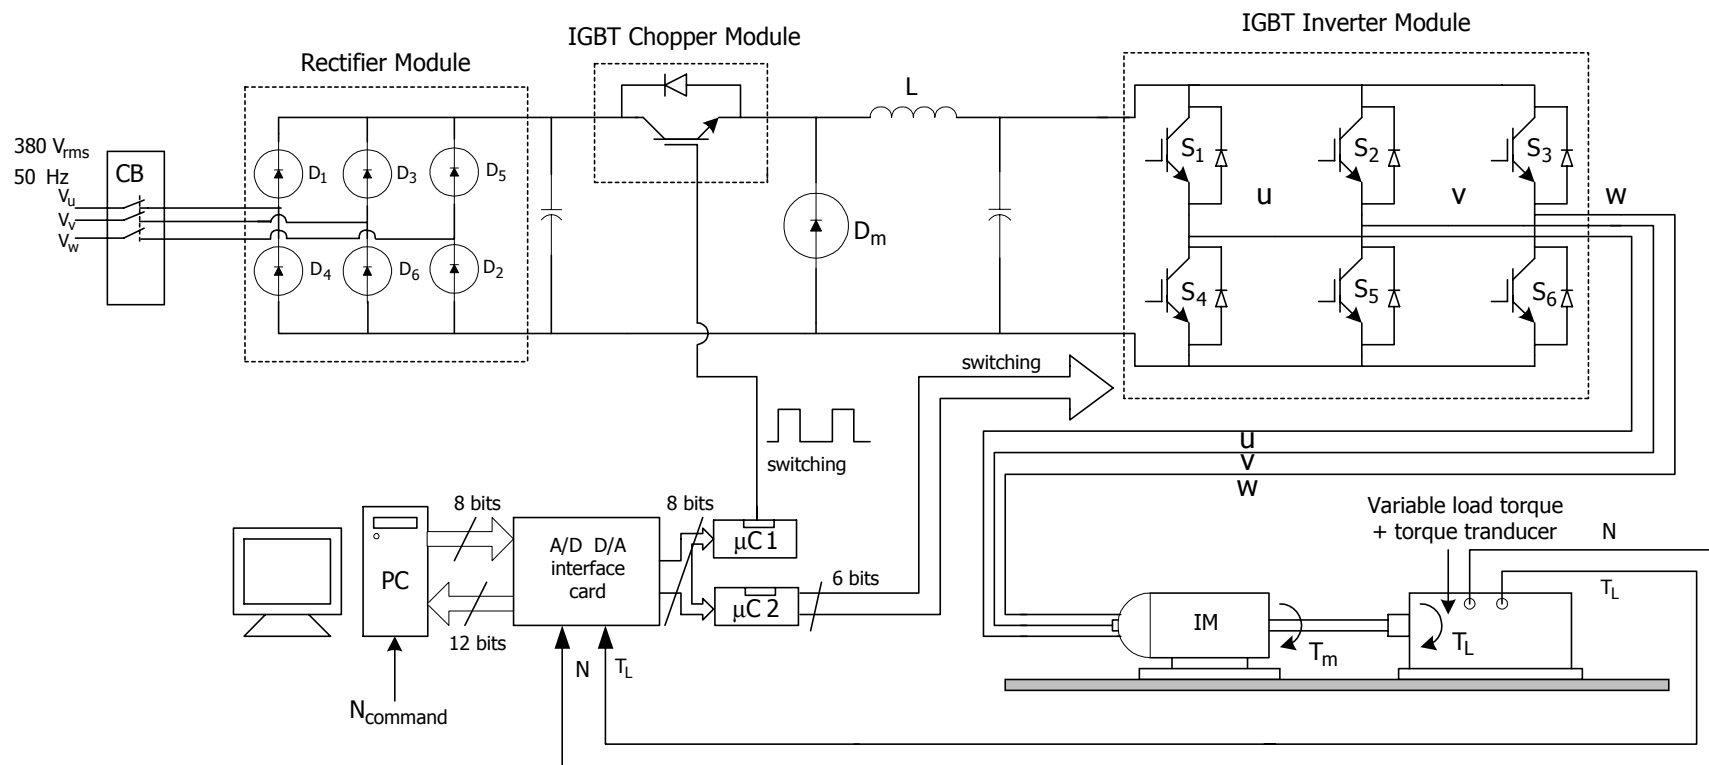 IGBT Inverter Module
IGBT Chopper Module
Rectifier Module
L
380 Vrms
50 Hz
CB
Vu
Vv
Vw
D1
D3
D5
D4
D6
D2
Dm
S1
S2
S3
u
v
w
S4
S5
S6
switching
switching
u
v
w
8 bits
8 bits
PC
A/D D/A
interface
card
μC 1
μC 2
6 bits
12 bits
N
TL
Ncommand
Variable load torque
+ torque tranducer
N
TL
IM
Tm
TL